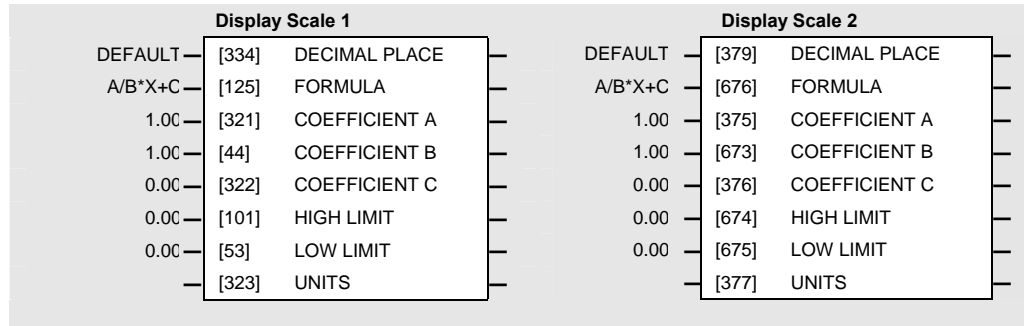 Display Scale 1 Display Scale 2
DEFAULT [334] DECIMAL PLACE DEFAULT [379] DECIMAL PLACE
A/B*X+C [125] FORMULA A/B*X+C [676] FORMULA
1.00 [321] COEFFICIENT A 1.00 [375] COEFFICIENT A
1.00 [44] COEFFICIENT B 1.00 [673] COEFFICIENT B
0.00 [322] COEFFICIENT C 0.00 [376] COEFFICIENT C
0.00 [101] HIGH LIMIT 0.00 [674] HIGH LIMIT
0.00 [53] LOW LIMIT 0.00 [675] LOW LIMIT
[323] UNITS [377] UNITS